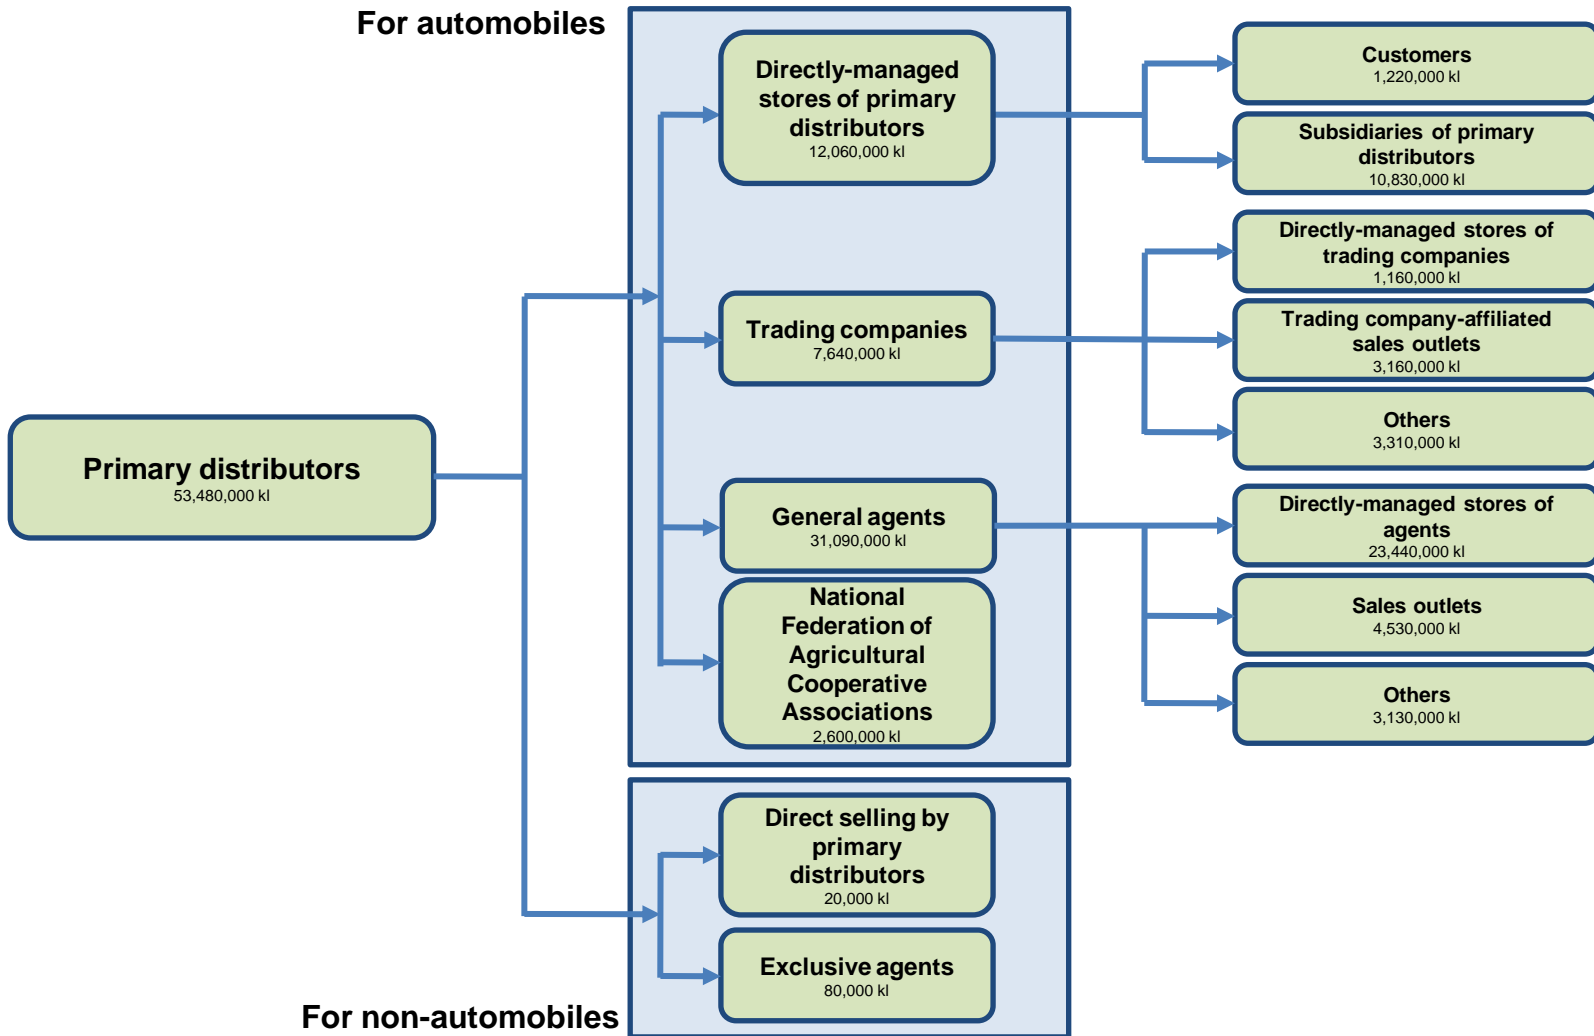 For automobiles
Primary distributors
53,480,000 kl
Directly-managed
stores of primary
distributors
12,060,000 kl
Customers
1,220,000 kl
Subsidiaries of primary
distributors
10,830,000 kl
Trading companies
7,640,000 kl
Directly-managed stores of
trading companies
1,160,000 kl
Trading company-affiliated
sales outlets
3,160,000 kl
Others
3,310,000 kl
General agents
31,090,000 kl
Directly-managed stores of
agents
23,440,000 kl
Sales outlets
4,530,000 kl
Others
3,130,000 kl
National
Federation of
Agricultural
Cooperative
Associations
2,600,000 kl
Direct selling by
primary
distributors
20,000 kl
Exclusive agents
80,000 kl
For non-automobiles